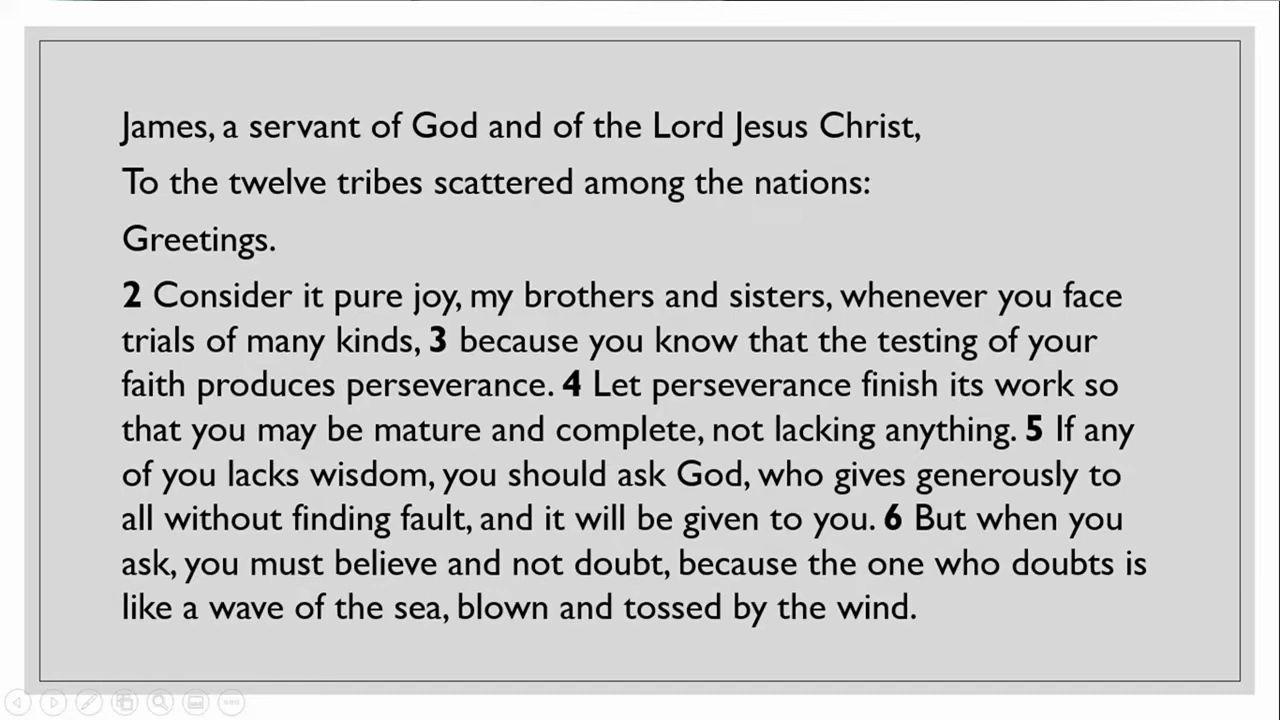 James, a servant of God and of the Lord Jesus Christ,
To the twelve tribes scattered among the nations:
Greetings.
2 Consider it pure joy, my brothers and sisters, whenever you face
trials of many kinds, 3 because you know that the testing of your
faith produces perseverance. 4 Let perseverance finish its work so
that you may be mature and complete, not lacking anything. 5 If any
of you lacks wisdom, you should ask God, who gives generously to
all without finding fault, and it will be given to you. 6 But when you
ask, you must believe and not doubt, because the one who doubts is
like a wave of the sea, blown and tossed by the wind.